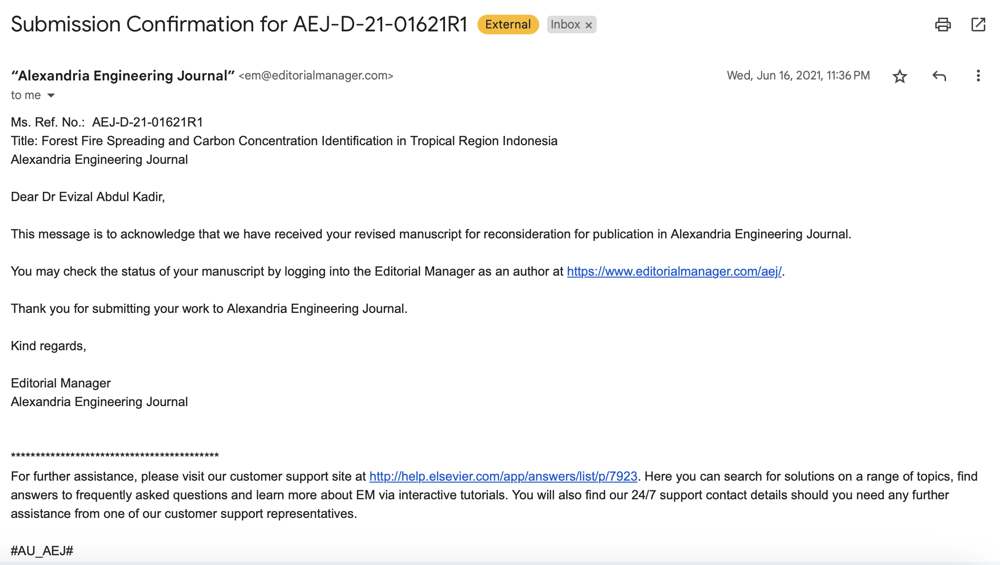 Submission Confirmation for AEJ-D-21-01621R1 External Inbox ×
“Alexandria Engineering Journal” <em@editorialmanager.com> Wed, Jun 16, 2021, 11:36 PM
to me
Ms. Ref. No.:  AEJ-D-21-01621R1
Title: Forest Fire Spreading and Carbon Concentration Identification in Tropical Region Indonesia
Alexandria Engineering Journal
Dear Dr Evizal Abdul Kadir,
This message is to acknowledge that we have received your revised manuscript for reconsideration for publication in Alexandria Engineering Journal.
You may check the status of your manuscript by logging into the Editorial Manager as an author at https://www.editorialmanager.com/aej/.
Thank you for submitting your work to Alexandria Engineering Journal.
Kind regards,
Editorial Manager
Alexandria Engineering Journal
******************************************
For further assistance, please visit our customer support site at http://help.elsevier.com/app/answers/list/p/7923. Here you can search for solutions on a range of topics, find
answers to frequently asked questions and learn more about EM via interactive tutorials. You will also find our 24/7 support contact details should you need any further
assistance from one of our customer support representatives.
#AU_AEJ#